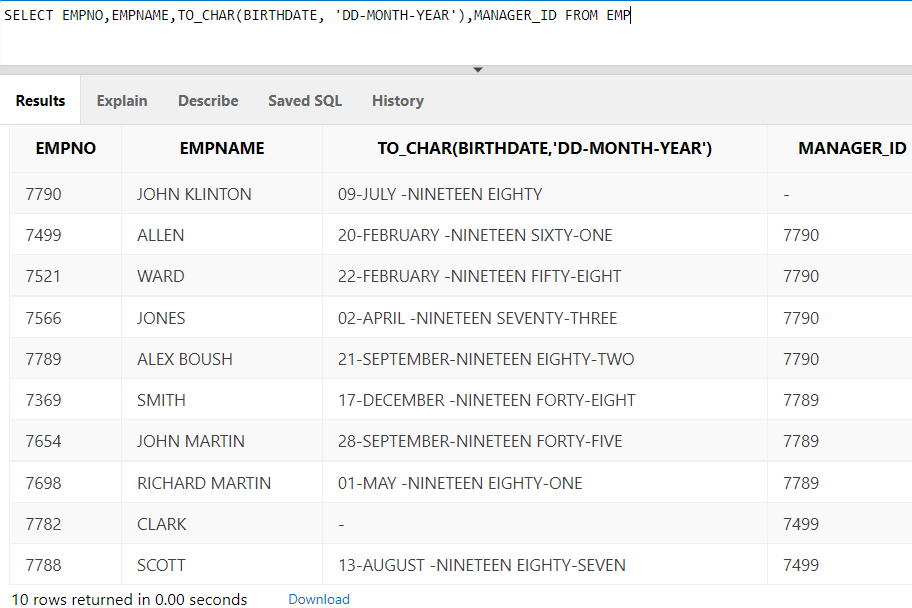 SELECT EMPNO,EMPNAME,TO_CHAR(BIRTHDATE, 'DD-MONTH-YEAR'),MANAGER_ID FROM EMP
Results Explain Describe Saved SQL History
EMPNO EMPNAME TO_CHAR(BIRTHDATE,'DD-MONTH-YEAR') MANAGER_ID
7790 JOHN KLINTON 09-JULY -NINETEEN EIGHTY -
7499 ALLEN 20-FEBRUARY -NINETEEN SIXTY-ONE 7790
7521 WARD 22-FEBRUARY -NINETEEN FIFTY-EIGHT 7790
7566 JONES 02-APRIL -NINETEEN SEVENTY-THREE 7790
7789 ALEX BOUSH 21-SEPTEMBER-NINETEEN EIGHTY-TWO 7790
7369 SMITH 17-DECEMBER -NINETEEN FORTY-EIGHT 7789
7654 JOHN MARTIN 28-SEPTEMBER-NINETEEN FORTY-FIVE 7789
7698 RICHARD MARTIN 01-MAY -NINETEEN EIGHTY-ONE 7789
7782 CLARK - 7499
7788 SCOTT 13-AUGUST -NINETEEN EIGHTY-SEVEN 7499
10 rows returned in 0.00 seconds Download